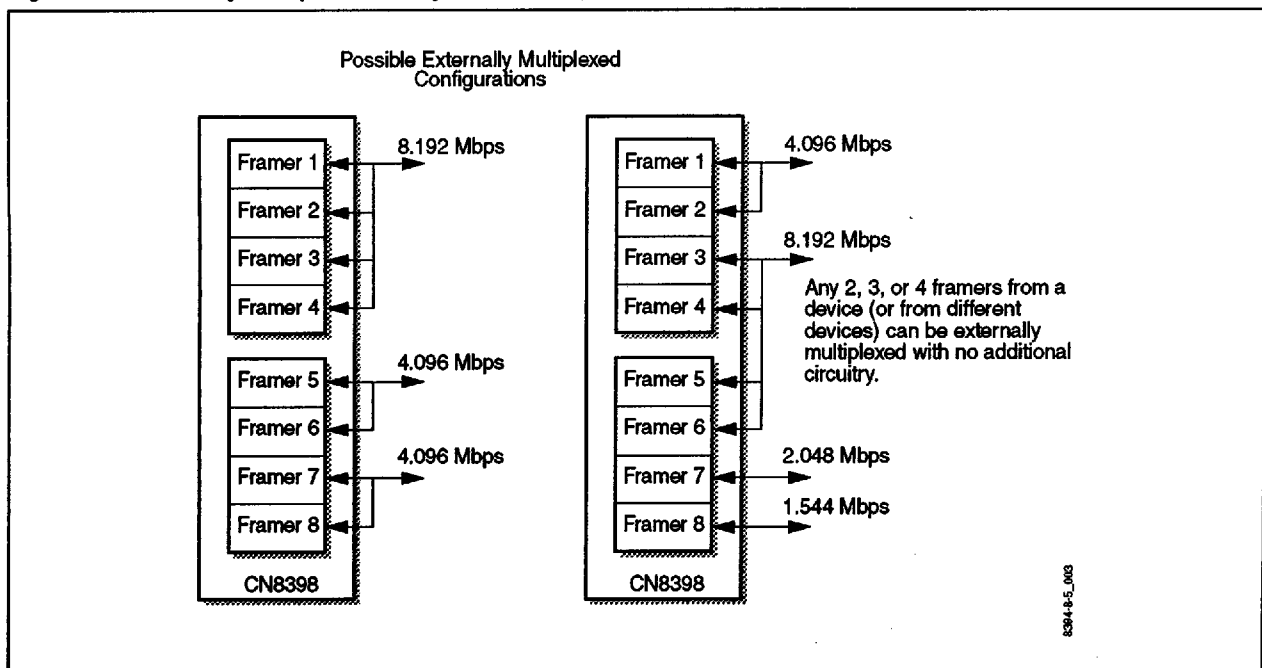 Possible Externally Multiplexed
Configurations
Framer 1
Framer 2
Framer 3
Framer 4
Framer 5
Framer 6
Framer 7
Framer 8
CN8398
8.192 Mbps
4.096 Mbps
4.096 Mbps
Framer 1
Framer 2
Framer 3
Framer 4
Framer 5
Framer 6
Framer 7
Framer 8
CN8398
4.096 Mbps
8.192 Mbps
Any 2, 3, or 4 framers from a
device (or from different
devices) can be externally
multiplexed with no additional
circuitry.
2.048 Mbps
1.544 Mbps
8394-8-5_003